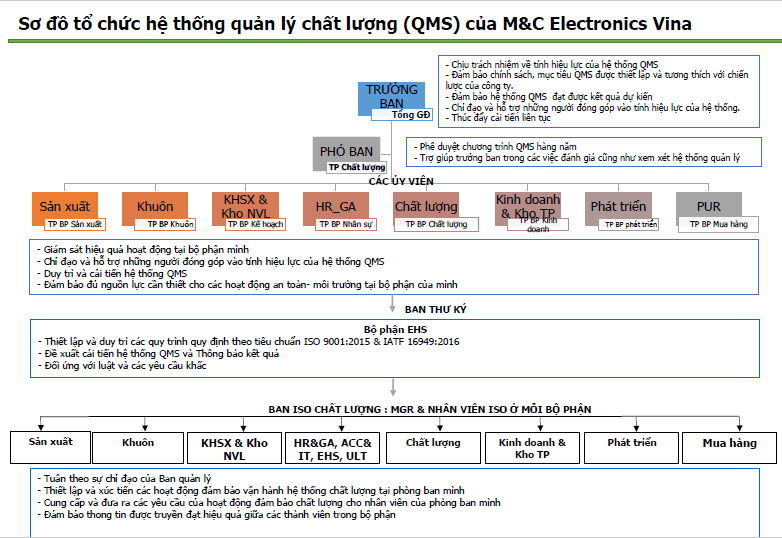 Sơ đồ tổ chức hệ thống quản lý chất lượng (QMS) của M&C Electronics Vina
TRƯỞNG
BAN
Tổng GĐ
- Chịu trách nhiệm về tính hiệu lực của hệ thống QMS
- Đảm bảo chính sách, mục tiêu QMS được thiết lập và tương thích với chiến
lược của công ty.
- Đảm bảo hệ thống QMS đạt được kết quả dự kiến
- Chỉ đạo và hỗ trợ những người đóng góp vào tính hiệu lực của hệ thống.
- Thúc đẩy cải tiến liên tục
PHÓ BAN
TP Chất lượng
- Phê duyệt chương trình QMS hàng năm
- Trợ giúp trưởng ban trong các việc đánh giá cũng như xem xét hệ thống quản lý
CÁC ỦY VIÊN
Sản xuất
TP BP Sản xuất
Khuôn
TP BP Khuôn
KHSX &
Kho NVL
TP BP Kế hoạch
HR_GA
TP BP Nhân sự
Chất lượng
TP BP Chất lượng
Kinh doanh
& Kho TP
TP BP Kinh
doanh
Phát triển
TP BP phát triển
PUR
TP BP Mua hàng
- Giám sát hiệu quả hoạt động tại bộ phận mình
- Chỉ đạo và hỗ trợ những người đóng góp vào tính hiệu lực của hệ thống QMS
- Duy trì và cải tiến hệ thống QMS
- Đảm bảo đủ nguồn lực cần thiết cho các hoạt động an toàn- môi trường tại bộ phận của mình
BAN THƯ KÝ
Bộ phận EHS
- Thiết lập và duy trì các quy trình quy định theo tiêu chuẩn ISO 9001:2015 & IATF 16949:2016
- Đề xuất cải tiến hệ thống QMS và Thông báo kết quả
- Đối ứng với luật và các yêu cầu khấc
BAN ISO CHẤT LƯỢNG : MGR & NHÂN VIÊN ISO Ở MỖI BỘ PHẬN
Sản xuất
Khuôn
KHSX & Kho
NVL
HR&GA, ACC&
IT, EHS, ULT
Chất lượng
Kinh doanh &
Kho TP
Phát triển
Mua hàng
- Tuân theo sự chỉ đạo của Ban quản lý
- Thiết lập và xúc tiến các hoạt động đảm bảo vận hành hệ thống chất lượng tại phòng ban mình
- Cung cấp và đưa ra các yêu cầu của hoạt động đảm bảo chất lượng cho nhân viên của phòng ban mình
- Đảm bảo thong tin được truyền đạt hiệu quả giữa các thành viên trong bộ phận